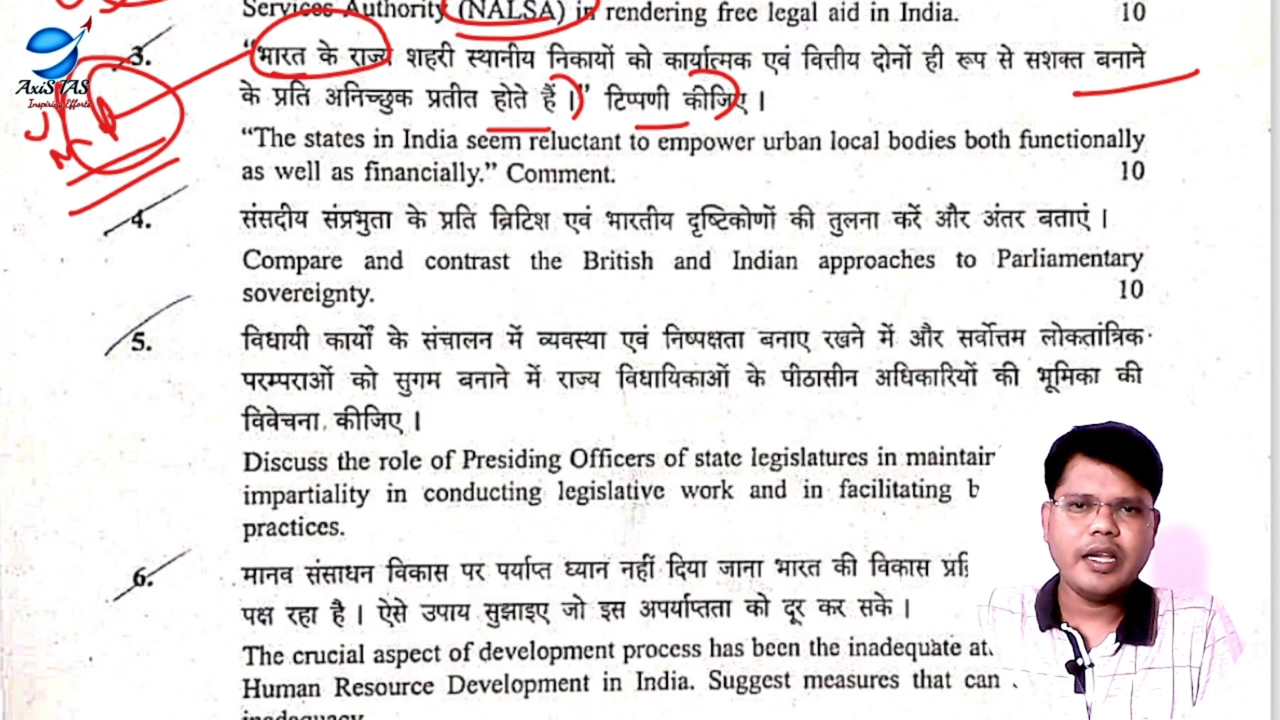 Services Authority (NALSA) in rendering free legal aid in India. 10
AxiS IAS
Inspiring Efforts
3. “भारत के राज्य शहरी स्थानीय निकायों को कार्यात्मक एवं वित्तीय दोनों ही रूप से सशक्त बनाने
के प्रति अनिच्छुक प्रतीत होते हैं ।” टिप्पणी कीजिए ।
“The states in India seem reluctant to empower urban local bodies both functionally
as well as financially.” Comment. 10
4. संसदीय संप्रभुता के प्रति ब्रिटिश एवं भारतीय दृष्टिकोणों की तुलना करें और अंतर बताएं ।
Compare and contrast the British and Indian approaches to Parliamentary
sovereignty. 10
5. विधायी कार्यों के संचालन में व्यवस्था एवं निष्पक्षता बनाए रखने में और सर्वोत्तम लोकतांत्रिक
परम्पराओं को सुगम बनाने में राज्य विधायिकाओं के पीठासीन अधिकारियों की भूमिका की
विवेचना कीजिए ।
Discuss the role of Presiding Officers of state legislatures in
impartiality in conducting legislative work and in facilitating
practices.
6. मानव संसाधन विकास पर पर्याप्त ध्यान नहीं दिया जाना भारत की विकास
पक्ष रहा है । ऐसे उपाय सुझाइए जो इस अपर्याप्तता को दूर कर सके ।
The crucial aspect of development process has been the inadequate
Human Resource Development in India. Suggest measures that can
inadequacy.